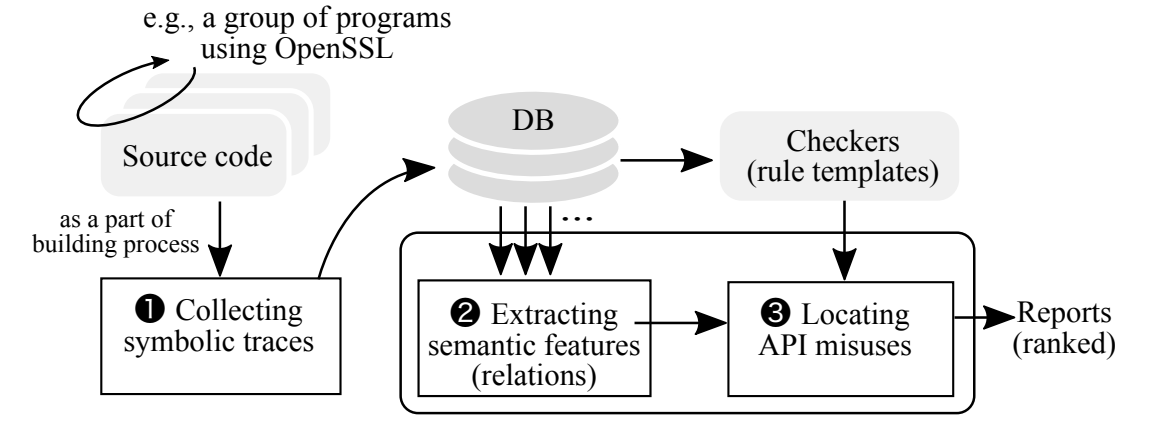 e.g., a group of programs
using OpenSSL
Source code
as a part of
building process
❶ Collecting
symbolic traces
DB
...
Checkers
(rule templates)
❷ Extracting
semantic features
(relations)
❸ Locating
API misuses
Reports
(ranked)